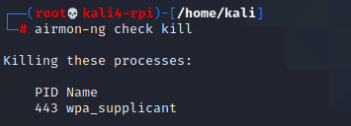 (root💀kali4-rpi)-[/home/kali]
# airmon-ng check kill
Killing these processes:
PID Name
443 wpa_supplicant